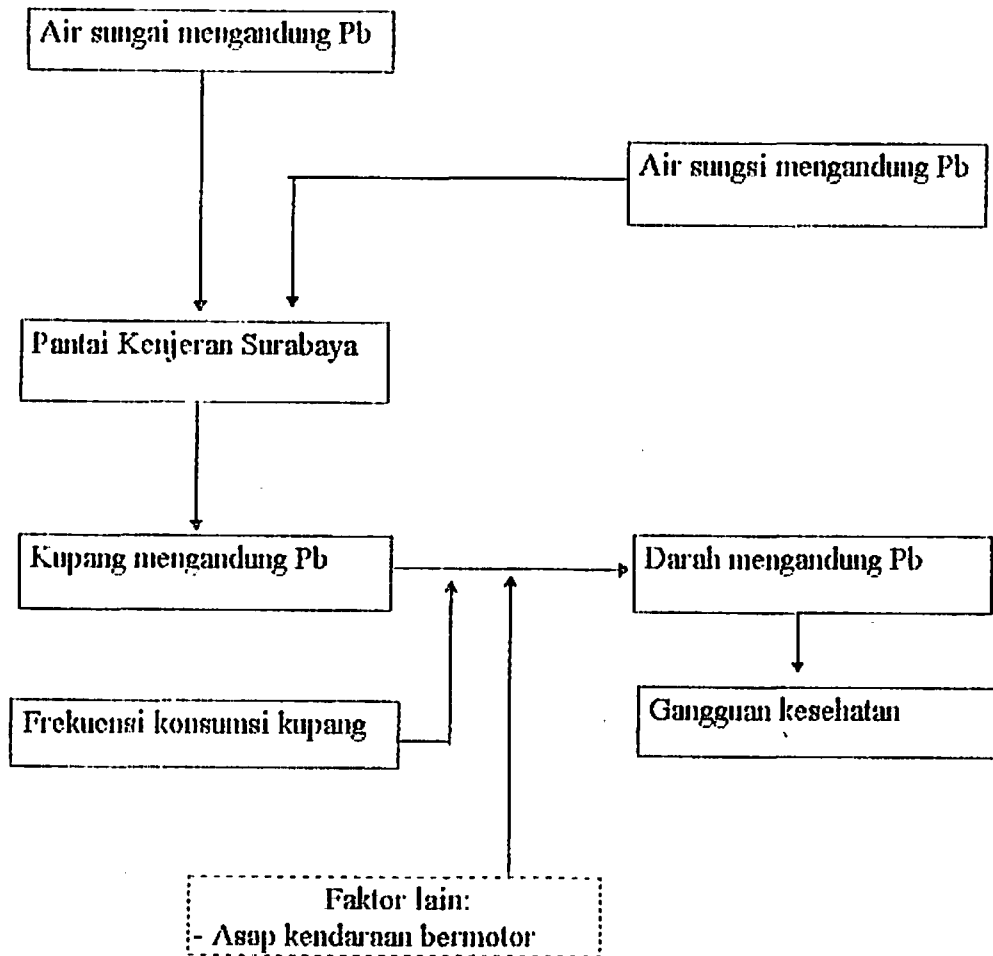 Air sungai mengandung Pb
Air sungsi mengandung Pb
Pantai Kenjeran Surabaya
Kupang mengandung Pb
Darah mengandung Pb
Frekuensi konsumsi kupang
Gangguan kesehatan
Faktor lain:
- Asap kendaraan bermotor